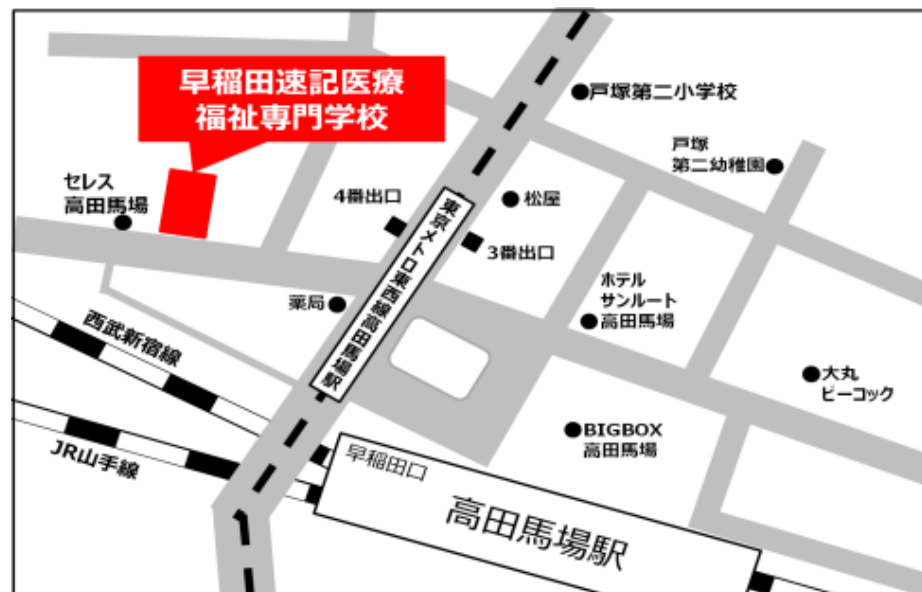 早稲田速記医療
福祉専門学校
戸塚第二小学校
戸塚
第二幼稚園
セレス
高田馬場
4番出口
松屋
3番出口
東京メトロ東西線高田馬場駅
ホテル
サンルート
高田馬場
薬局
西武新宿線
大丸
ピーコック
BIGBOX
高田馬場
早稲田口
JR山手線
高田馬場駅